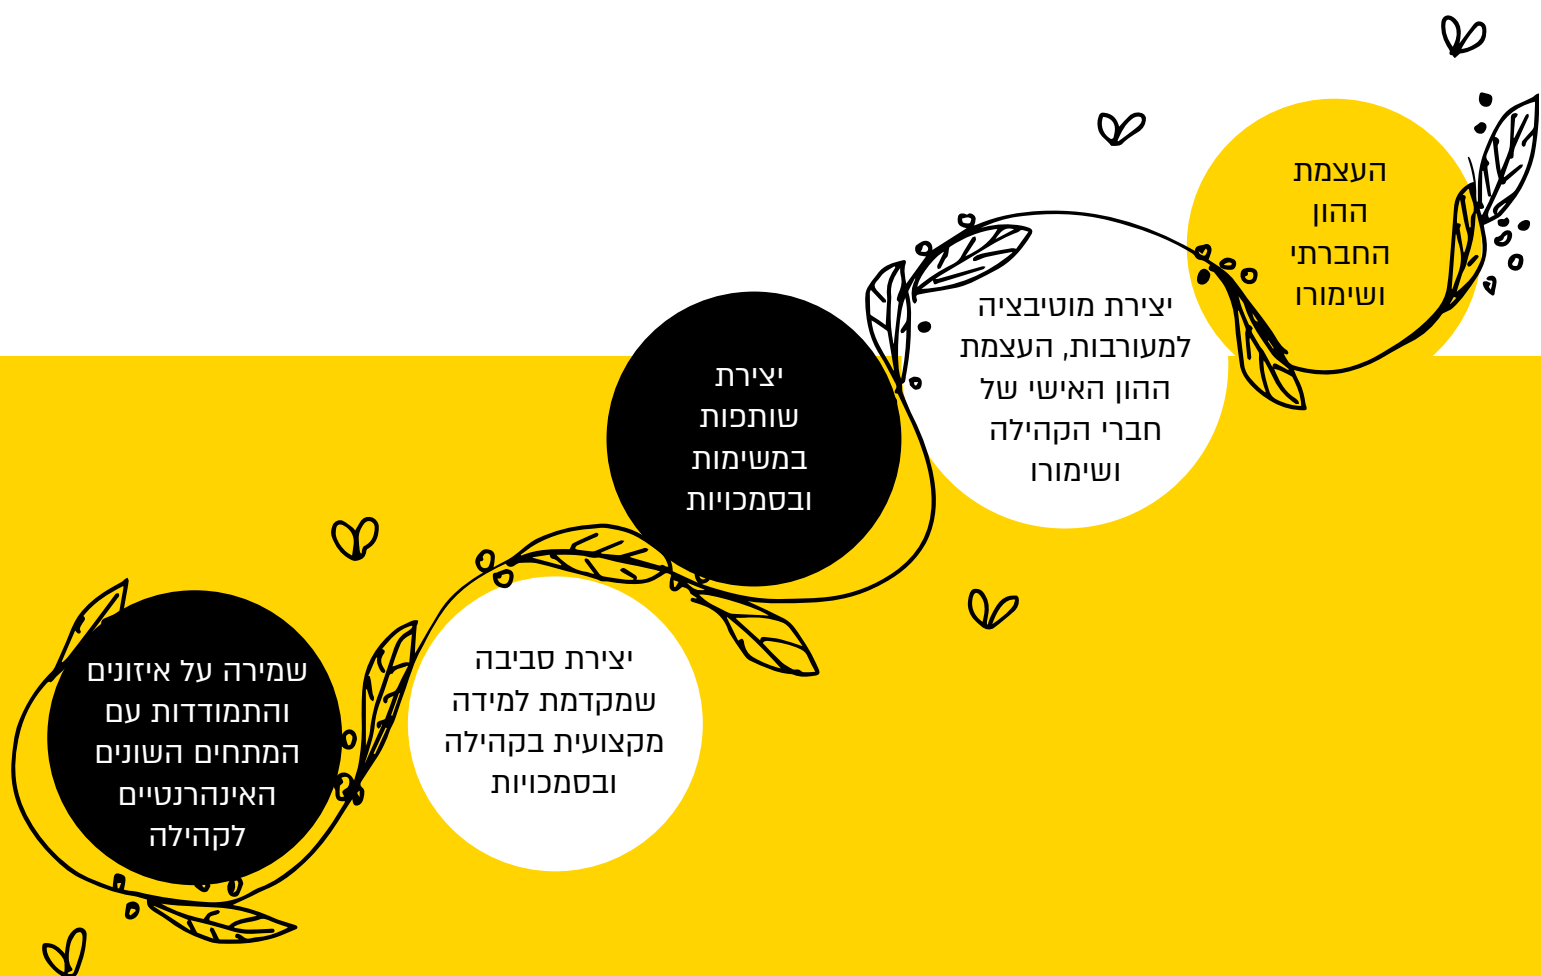 העצמת
ההון
החברתי
ושימורו
יצירת מוטיבציה
למעורבות, העצמת
ההון האישי של
חברי הקהילה
ושימורו
יצירת
שותפות
במשימות
ובסמכויות
יצירת סביבה
שמקדמת למידה
מקצועית בקהילה
ובסמכויות
שמירה על איזונים
והתמודדות עם
המתחים השונים
האינהרנטיים
לקהילה